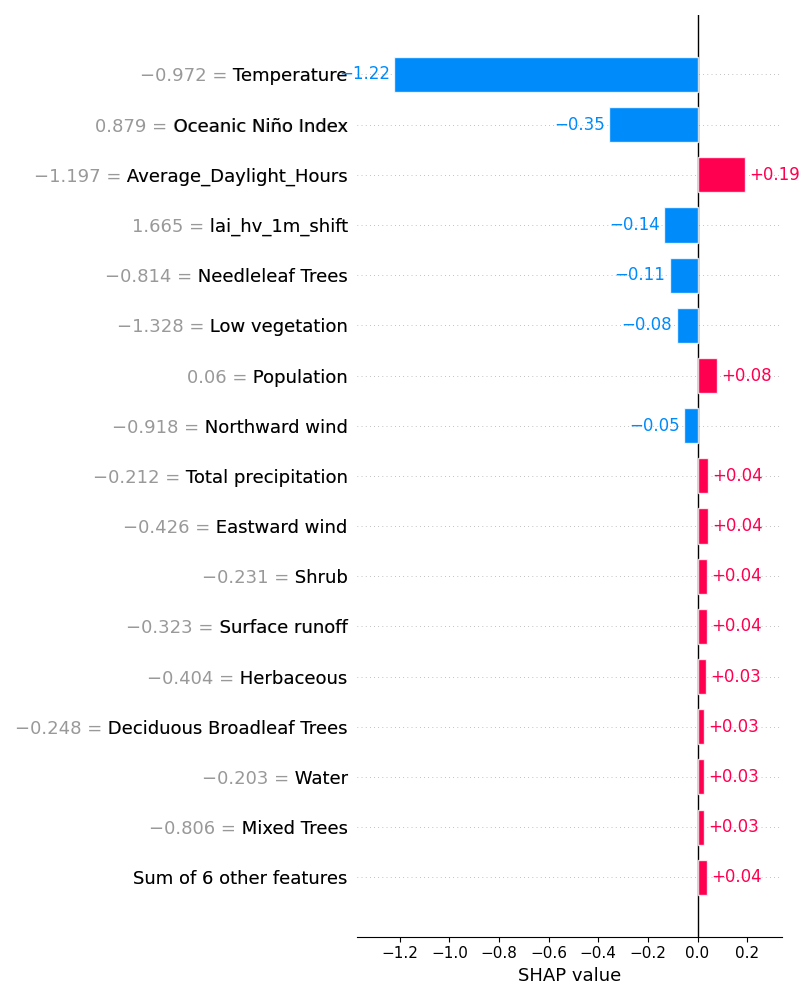 −0.972 = Temperature −1.22
0.879 = Oceanic Niño Index −0.35
−1.197 = Average_Daylight_Hours +0.19
1.665 = lai_hv_1m_shift −0.14
−0.814 = Needleleaf Trees −0.11
−1.328 = Low vegetation −0.08
0.06 = Population +0.08
−0.918 = Northward wind −0.05
−0.212 = Total precipitation +0.04
−0.426 = Eastward wind +0.04
−0.231 = Shrub +0.04
−0.323 = Surface runoff +0.04
−0.404 = Herbaceous +0.03
−0.248 = Deciduous Broadleaf Trees +0.03
−0.203 = Water +0.03
−0.806 = Mixed Trees +0.03
Sum of 6 other features +0.04
−1.2 −1.0 −0.8 −0.6 −0.4 −0.2 0.0 0.2
SHAP value